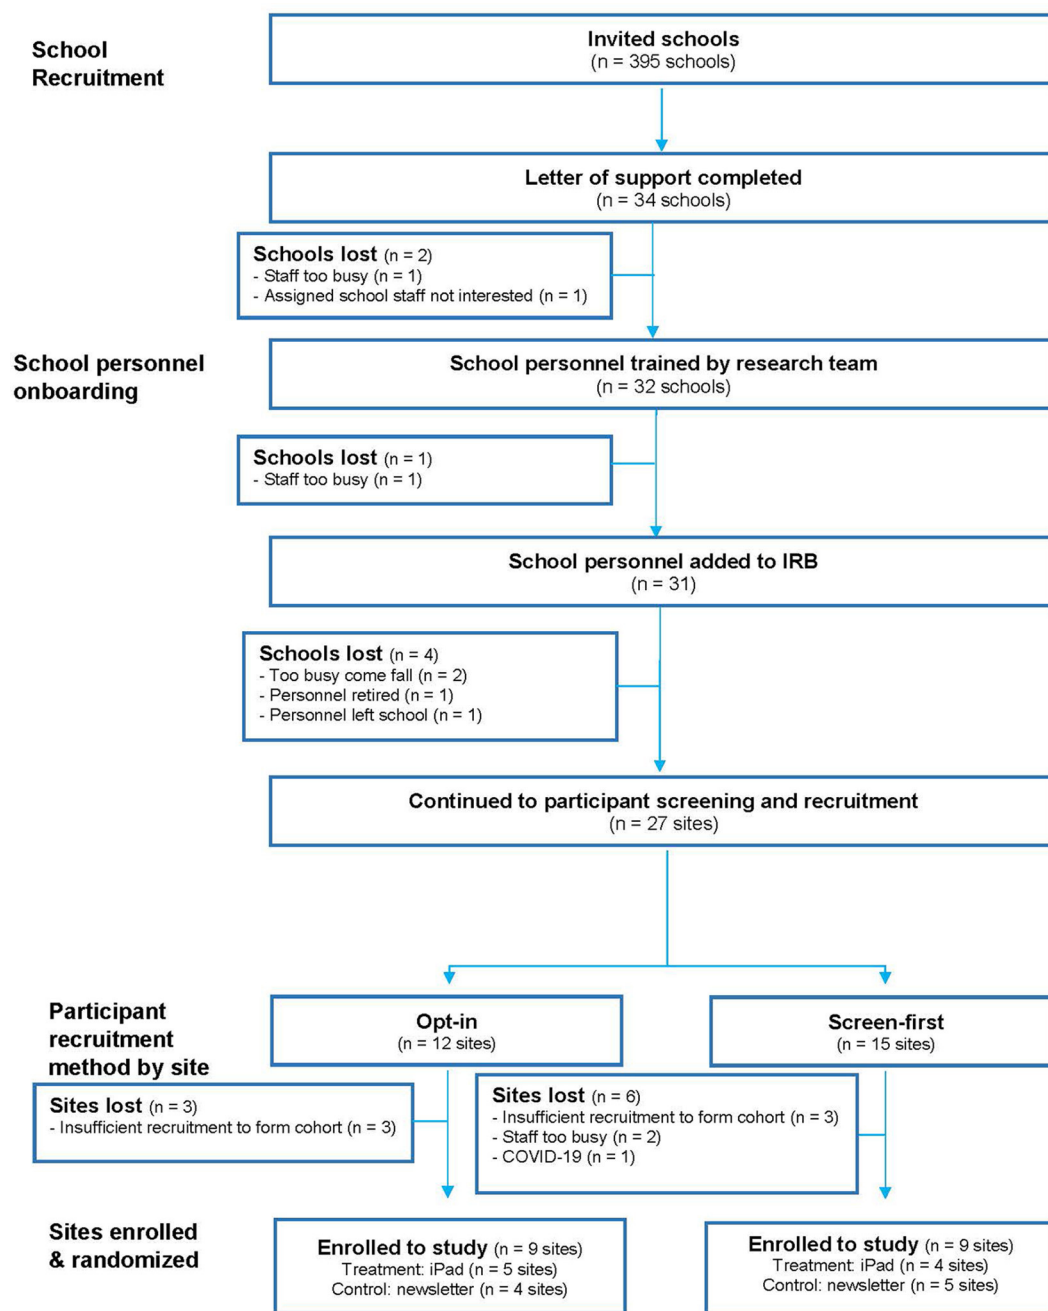 School
Recruitment
Invited schools
(n = 395 schools)
Letter of support completed
(n = 34 schools)
Schools lost (n = 2)
- Staff too busy (n = 1)
- Assigned school staff not interested (n = 1)
School personnel
onboarding
School personnel trained by research team
(n = 32 schools)
Schools lost (n = 1)
- Staff too busy (n = 1)
School personnel added to IRB
(n = 31)
Schools lost (n = 4)
- Too busy come fall (n = 2)
- Personnel retired (n = 1)
- Personnel left school (n = 1)
Continued to participant screening and recruitment
(n = 27 sites)
Participant
recruitment
method by site
Opt-in
(n = 12 sites)
Screen-first
(n = 15 sites)
Sites lost (n = 3)
- Insufficient recruitment to form cohort (n = 3)
Sites lost (n = 6)
- Insufficient recruitment to form cohort (n = 3)
- Staff too busy (n = 2)
- COVID-19 (n = 1)
Sites enrolled
& randomized
Enrolled to study (n = 9 sites)
Treatment: iPad (n = 5 sites)
Control: newsletter (n = 4 sites)
Enrolled to study (n = 9 sites)
Treatment: iPad (n = 4 sites)
Control: newsletter (n = 5 sites)